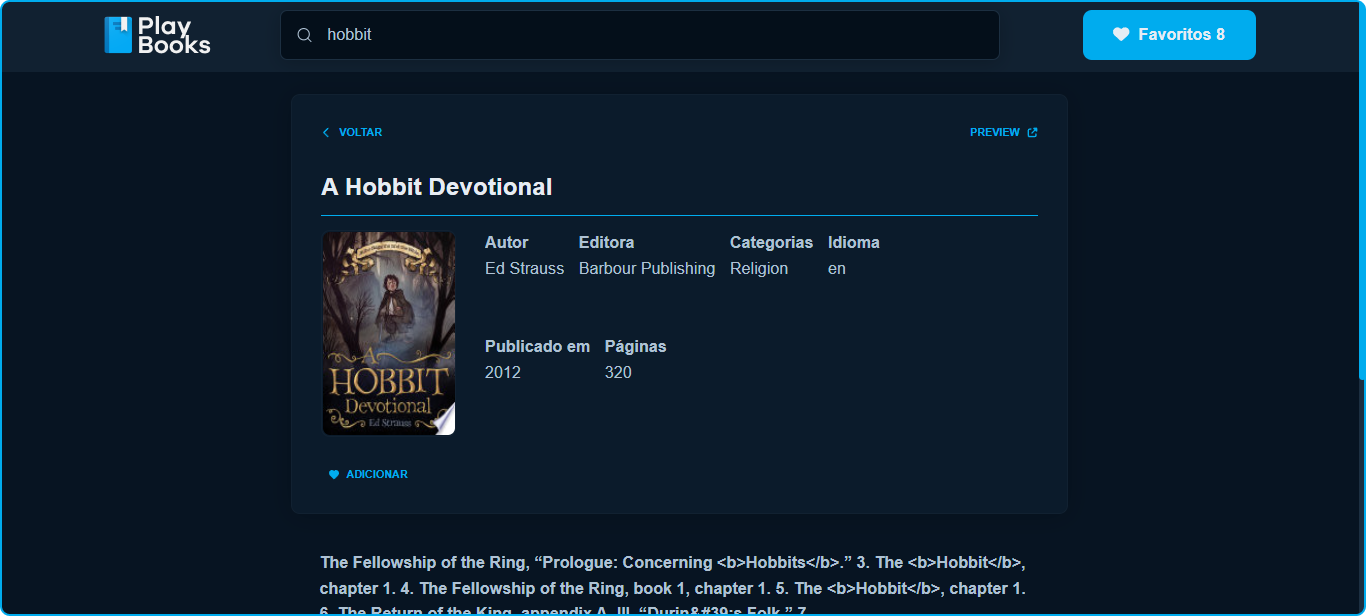 Play
Books
hobbit
Favoritos 8
VOLTAR
PREVIEW
A Hobbit Devotional
Autor
Editora
Categorias
Idioma
Ed Strauss
Barbour Publishing
Religion
en
Publicado em
Páginas
2012
320
A
HOBBIT
Devotional
Ed Strauss
ADICIONAR
The Fellowship of the Ring, “Prologue: Concerning <b>Hobbits</b>.” 3. The <b>Hobbit</b>,
chapter 1. 4. The Fellowship of the Ring, book 1, chapter 1. 5. The <b>Hobbit</b>, chapter 1.
6. The Return of the King, appendix A, III, “Durin&#39;s Folk.” 7